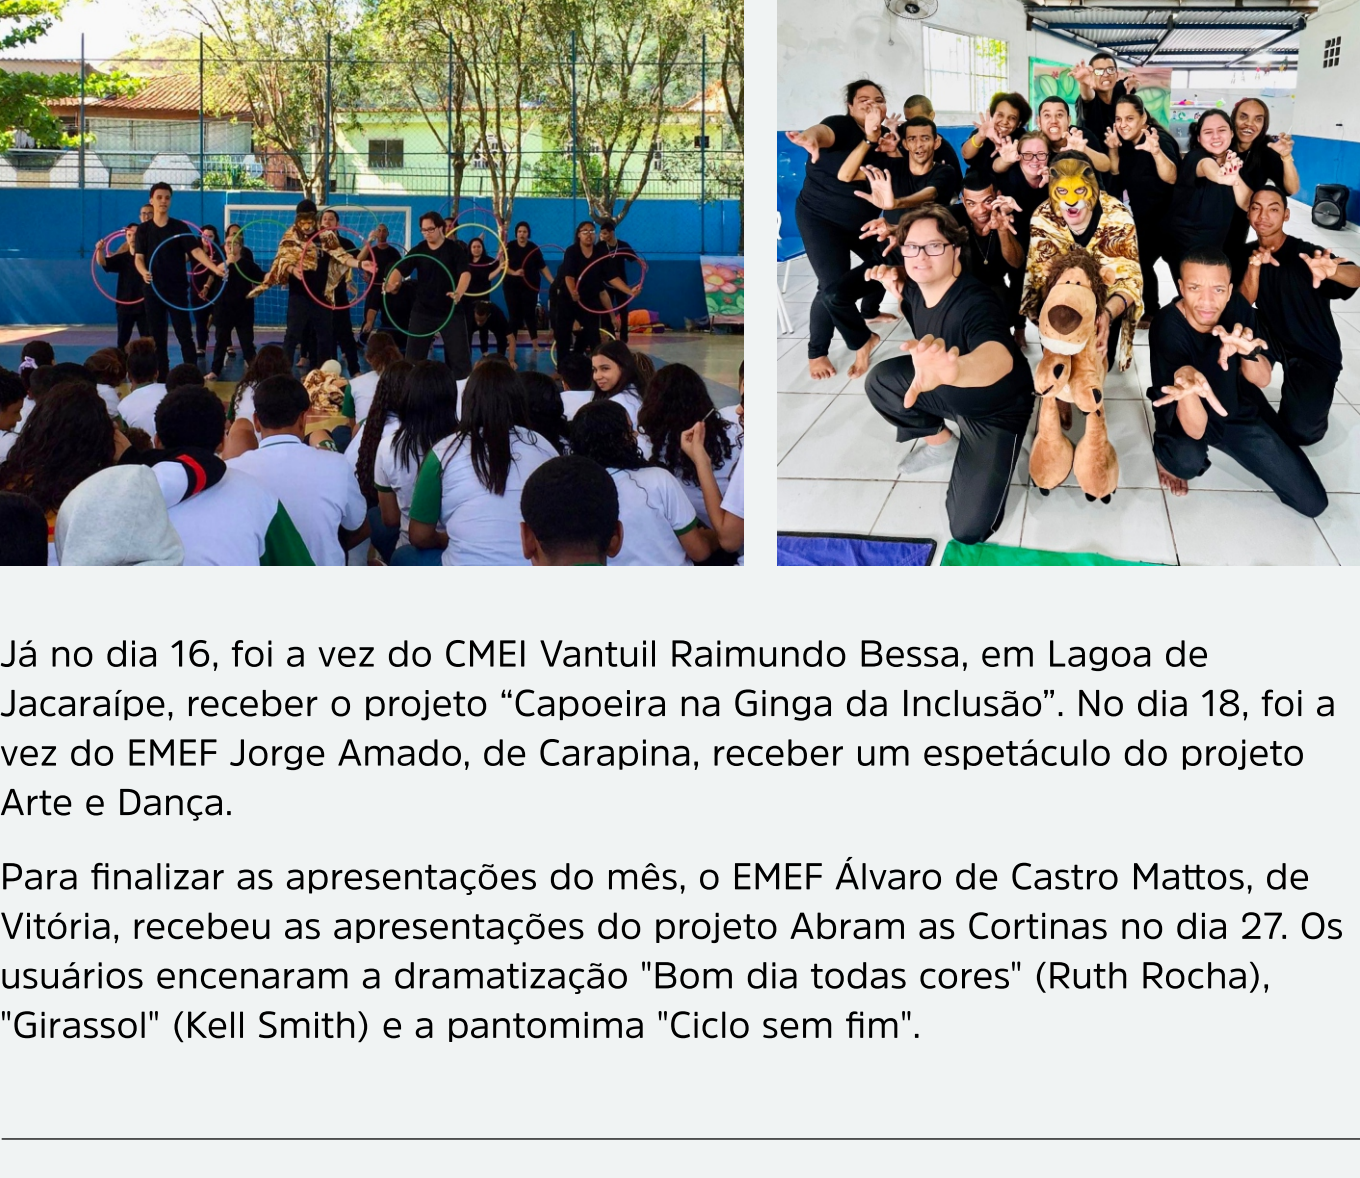 Já no dia 16, foi a vez do CMEI Vantuil Raimundo Bessa, em Lagoa de
Jacaraípe, receber o projeto “Capoeira na Ginga da Inclusão”. No dia 18, foi a
vez do EMEF Jorge Amado, de Carapina, receber um espetáculo do projeto
Arte e Dança.
Para finalizar as apresentações do mês, o EMEF Álvaro de Castro Mattos, de
Vitória, recebeu as apresentações do projeto Abram as Cortinas no dia 27. Os
usuários encenaram a dramatização "Bom dia todas cores" (Ruth Rocha),
"Girassol" (Kell Smith) e a pantomima "Ciclo sem fim".